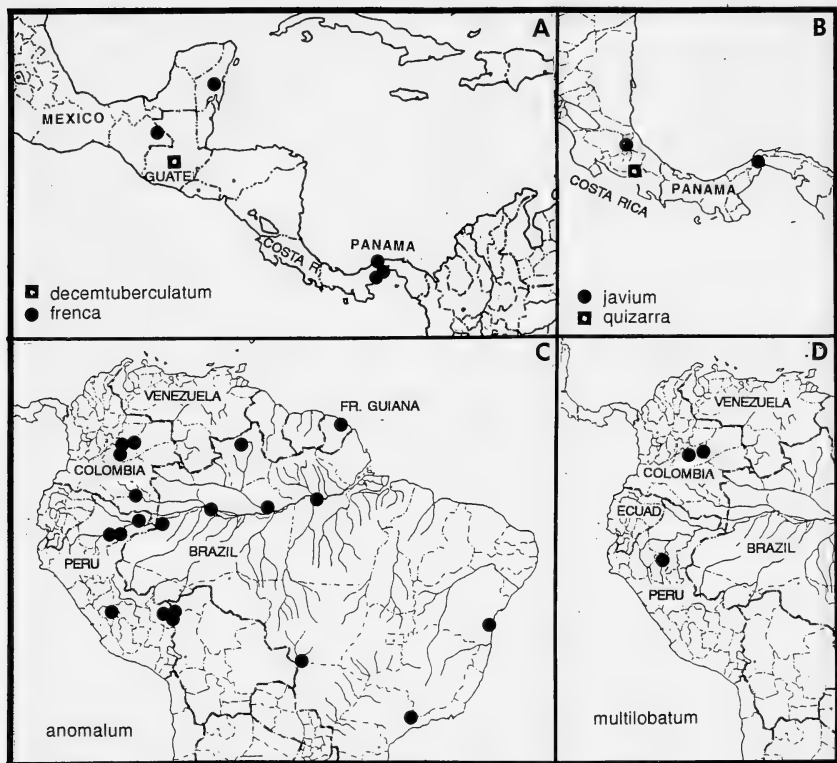 A
MEXICO
GUATE
COSTA R
PANAMA
decemtuberculatum
frenca
B
COSTA RICA
PANAMA
javium
quizarra
C
VENEZUELA
FR. GUIANA
COLOMBIA
PERU
BRAZIL
anomalum
D
VENEZUELA
COLOMBIA
ECUAD
BRAZIL
PERU
multilobatum